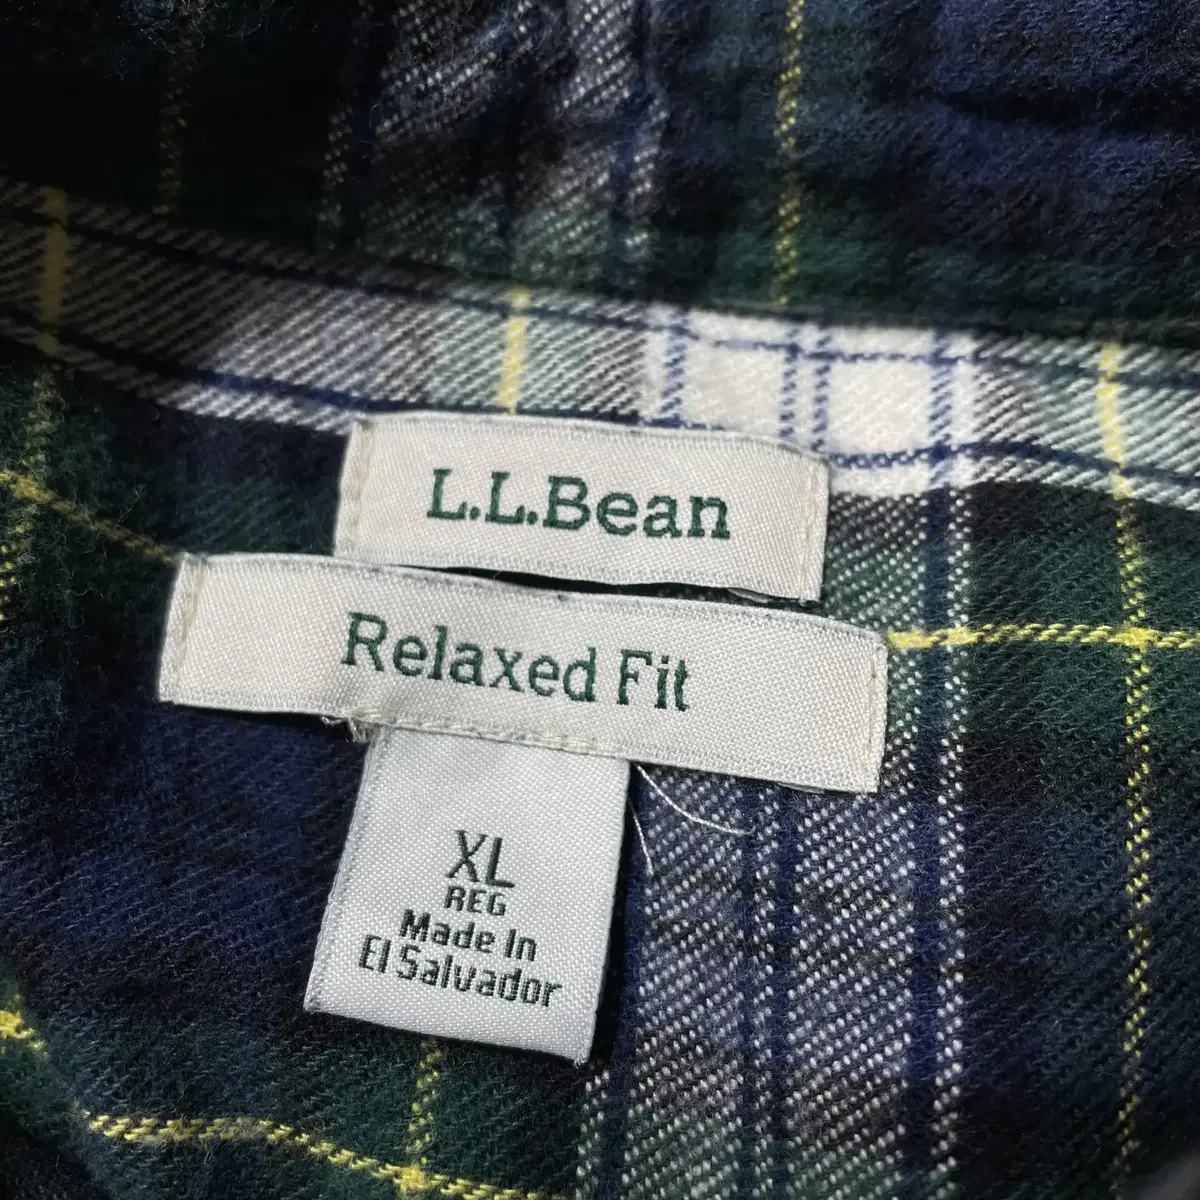 L.L.Bean
Relaxed Fit
XL
REG
Made In
El Salvador